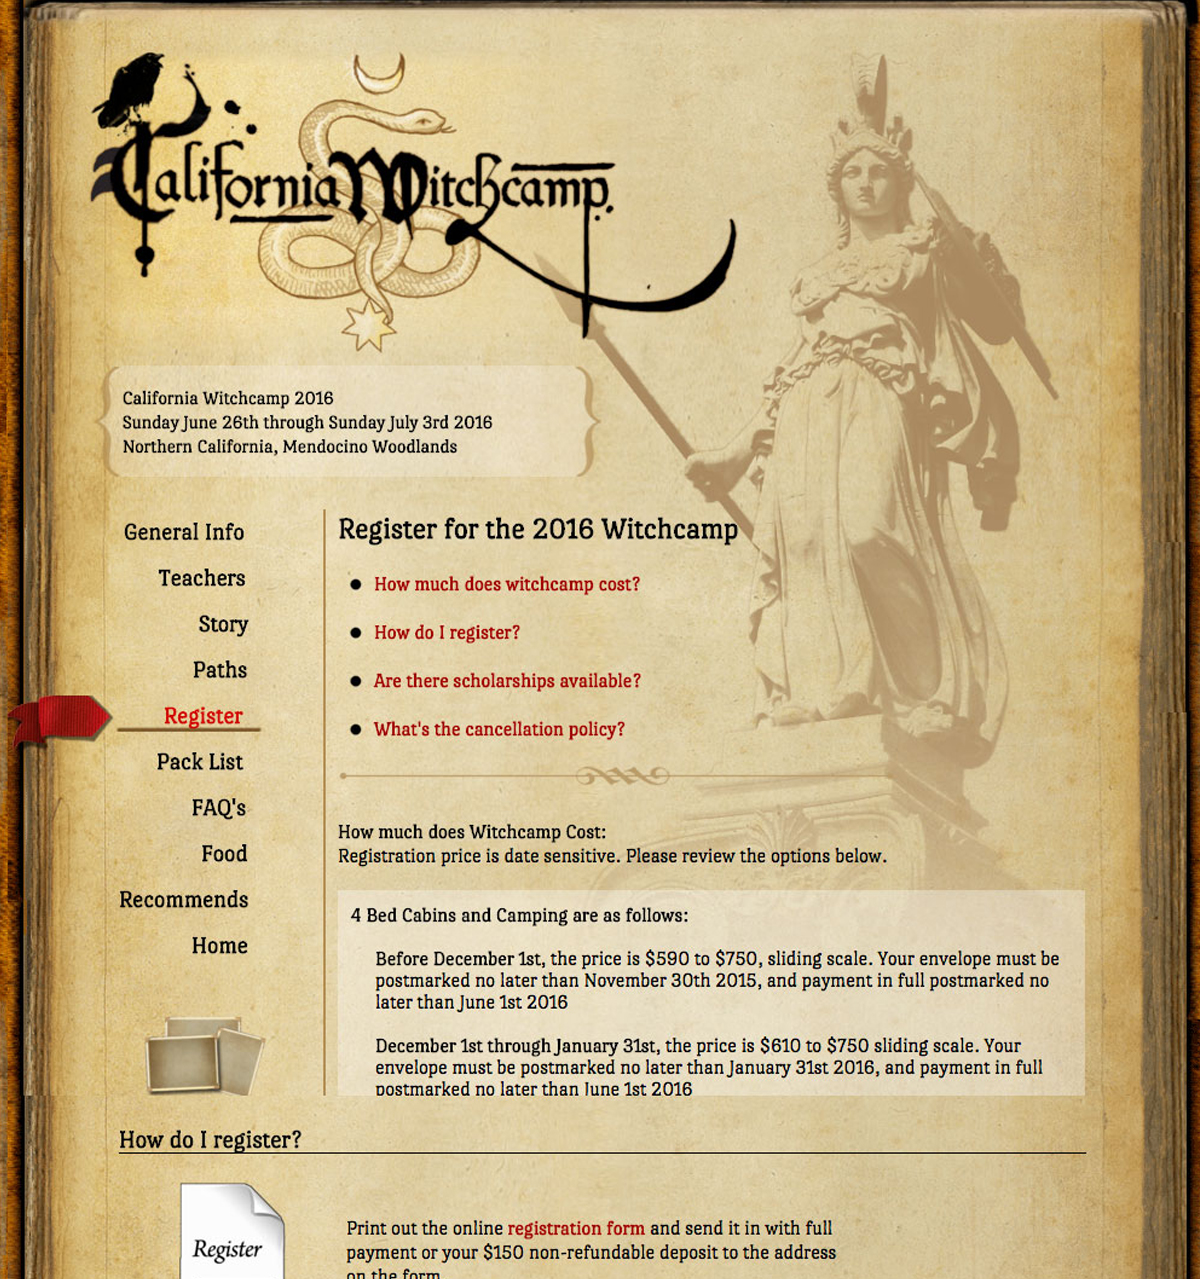 California Witchcamp
California Witchcamp 2016
Sunday June 26th through Sunday July 3rd 2016
Northern California, Mendocino Woodlands
General Info
Teachers
Story
Paths
Register
Pack List
FAQ's
Food
Recommends
Home
Register for the 2016 Witchcamp
How much does witchcamp cost?
How do I register?
Are there scholarships available?
What's the cancellation policy?
How much does Witchcamp Cost:
Registration price is date sensitive. Please review the options below.
4 Bed Cabins and Camping are as follows:
Before December 1st, the price is $590 to $750, sliding scale. Your envelope must be
postmarked no later than November 30th 2015, and payment in full postmarked no
later than June 1st 2016
December 1st through January 31st, the price is $610 to $750 sliding scale. Your
envelope must be postmarked no later than January 31st 2016, and payment in full
postmarked no later than June 1st 2016
How do I register?
Register
Print out the online registration form and send it in with full
payment or your $150 non-refundable deposit to the address
on the form